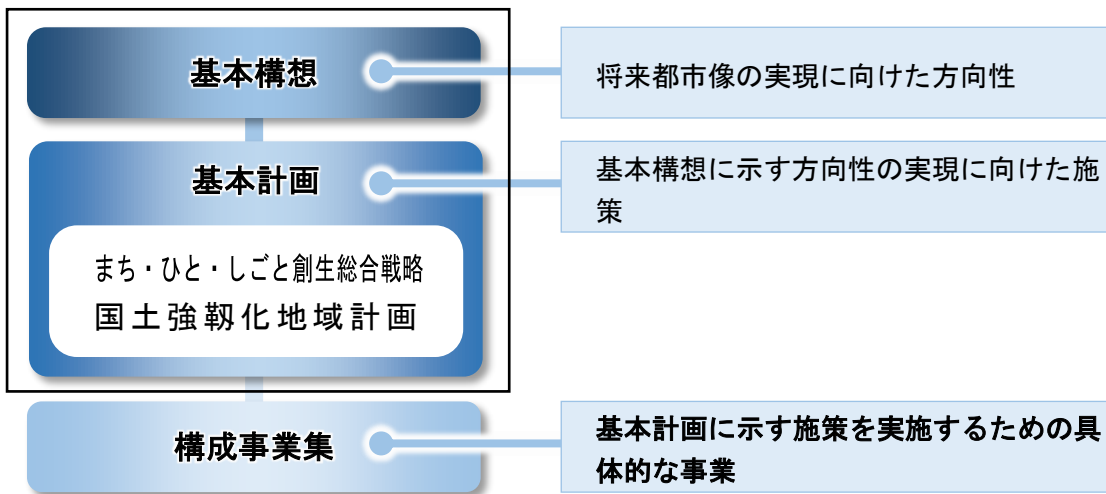 基本構想
将来都市像の実現に向けた方向性
基本計画
基本構想に示す方向性の実現に向けた施
策
まち・ひと・しごと創生総合戦略
国土強靱化地域計画
構成事業集
基本計画に示す施策を実施するための具
体的な事業